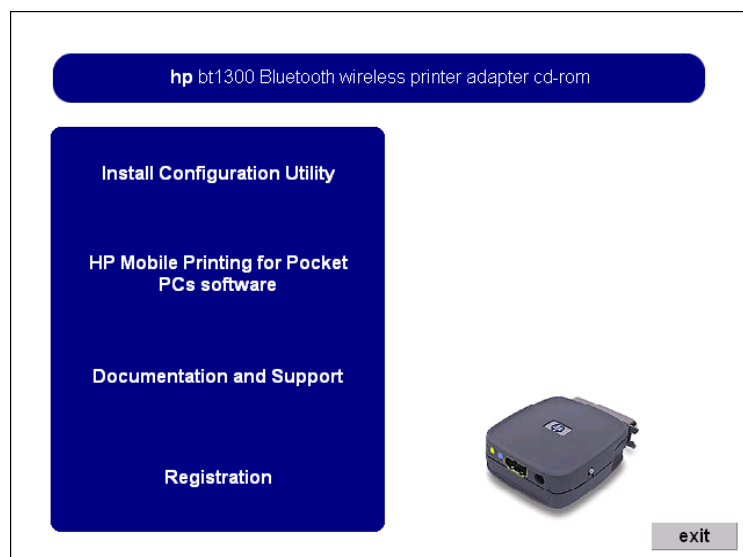 hp bt1300 Bluetooth wireless printer adapter cd-rom
Install Configuration Utility
HP Mobile Printing for Pocket
PCs software
Documentation and Support
Registration
hp
exit